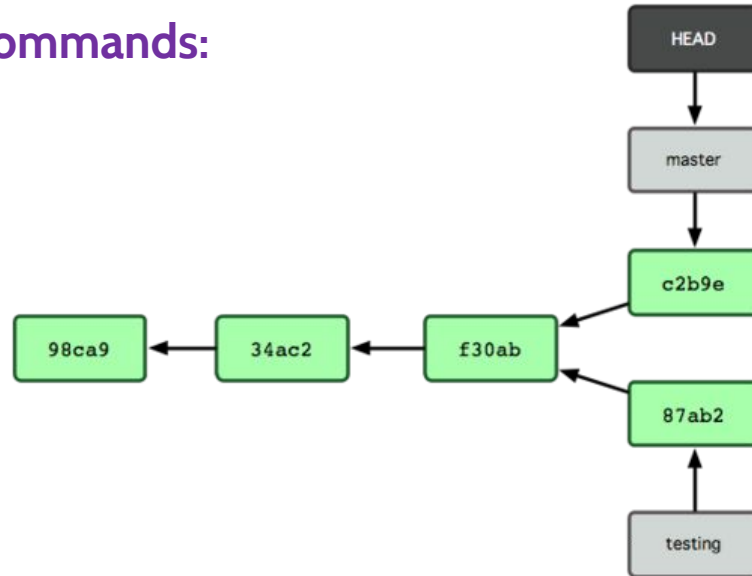 ommands:
HEAD
master
c2b9e
98ca9
34ac2
f30ab
87ab2
testing